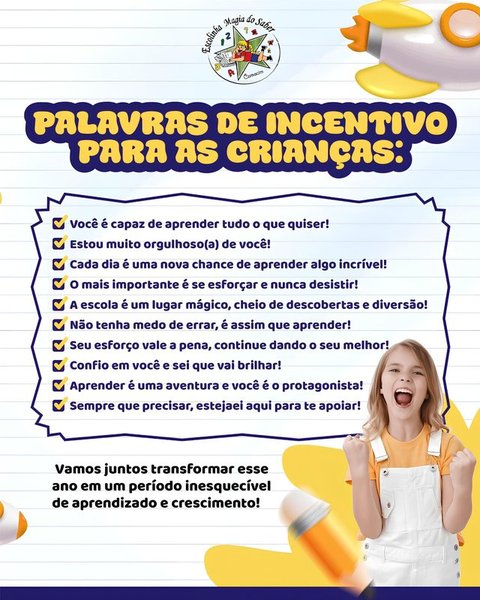 Escolinha Magia do Saber
Camocim
PALAVRAS DE INCENTIVO
PARA AS CRIANÇAS:
Você é capaz de aprender tudo o que quiser!
Estou muito orgulhoso(a) de você!
Cada dia é uma nova chance de aprender algo incrível!
O mais importante é se esforçar e nunca desistir!
A escola é um lugar mágico, cheio de descobertas e diversão!
Não tenha medo de errar, é assim que aprender!
Seu esforço vale a pena, continue dando o seu melhor!
Confio em você e sei que vai brilhar!
Aprender é uma aventura e você é o protagonista!
Sempre que precisar, estejaei aqui para te apoiar!
Vamos juntos transformar esse
ano em um período inesquecível
de aprendizado e crescimento!